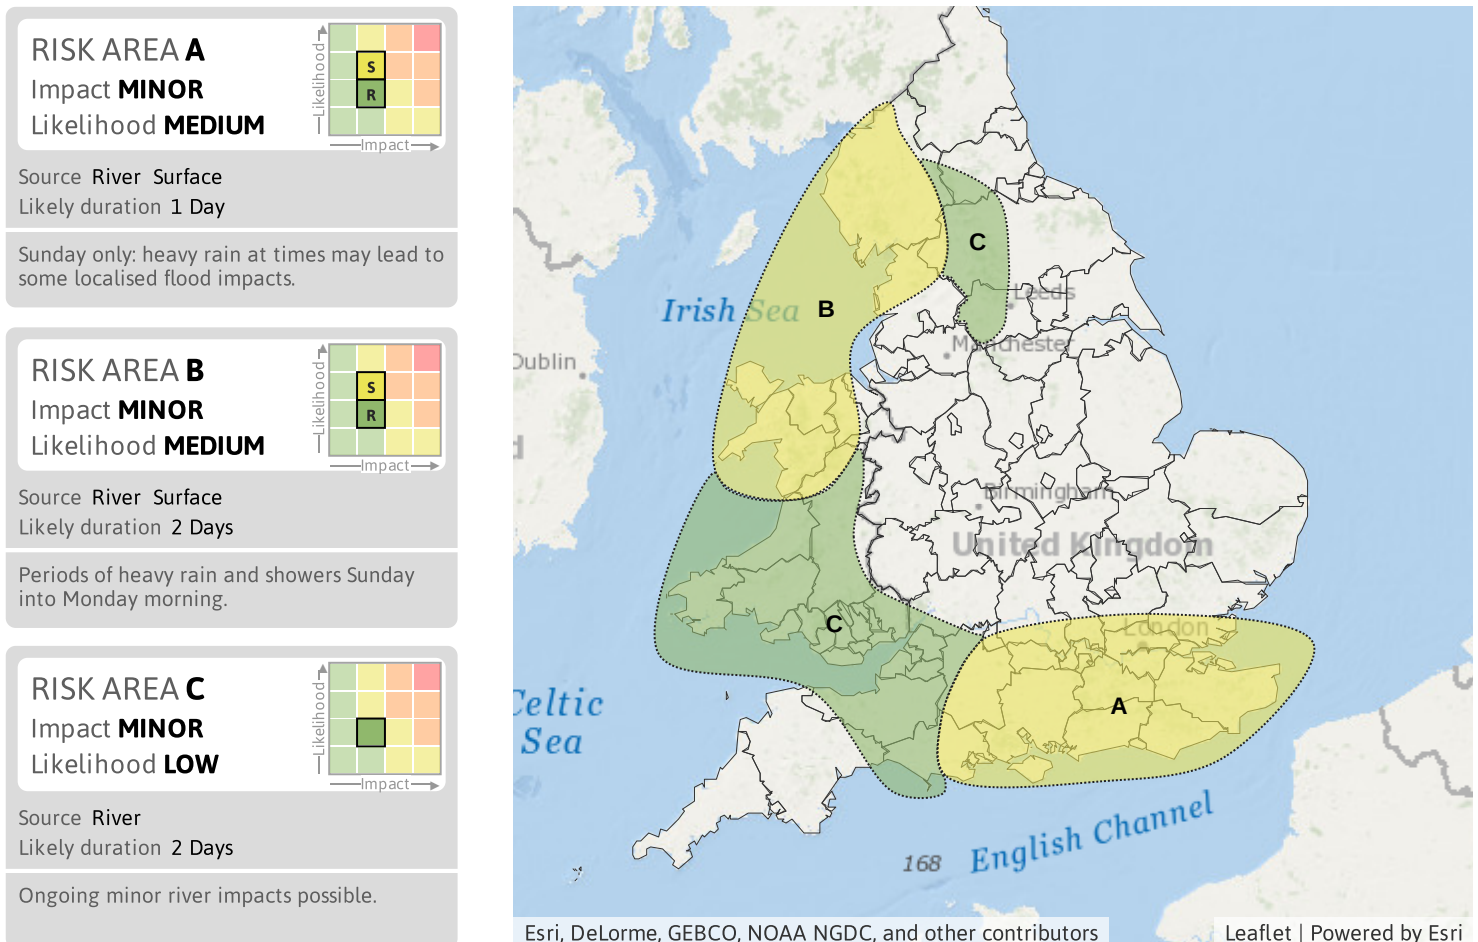 RISK AREA A
Impact MINOR
Likelihood MEDIUM
Likelihood
S
R
Impact
Source River Surface
Likely duration 1 Day
Sunday only: heavy rain at times may lead to
some localised flood impacts.
RISK AREA B
Impact MINOR
Likelihood MEDIUM
Likelihood
S
R
Impact
Source River Surface
Likely duration 2 Days
Periods of heavy rain and showers Sunday
into Monday morning.
RISK AREA C
Impact MINOR
Likelihood LOW
Likelihood
Impact
Source River
Likely duration 2 Days
Ongoing minor river impacts possible.
C
Leeds
Irish Sea
B
Manchester
Dublin
d
Birmingham
United Kingdom
C
London
A
Celtic
Sea
English Channel
168
Esri, DeLorme, GEBCO, NOAA NGDC, and other contributors
Leaflet | Powered by Esri